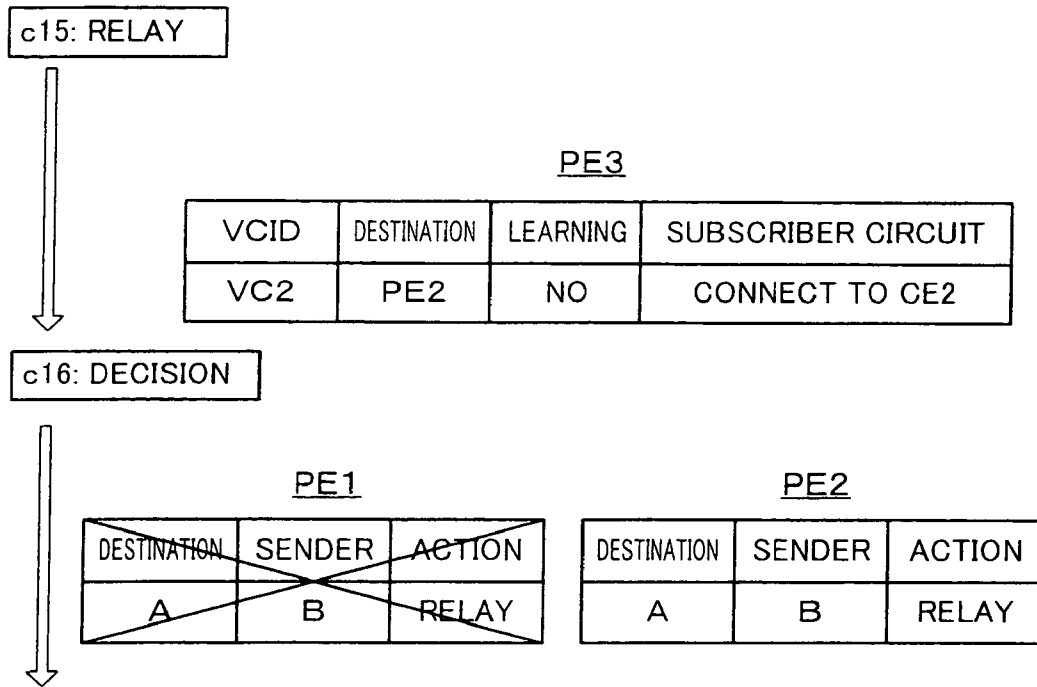 c15: RELAY
PE3
VCID DESTINATION LEARNING SUBSCRIBER CIRCUIT
VC2 PE2 NO CONNECT TO CE2
c16: DECISION
PE1
DESTINATION SENDER ACTION
A B RELAY
PE2
DESTINATION SENDER ACTION
A B RELAY